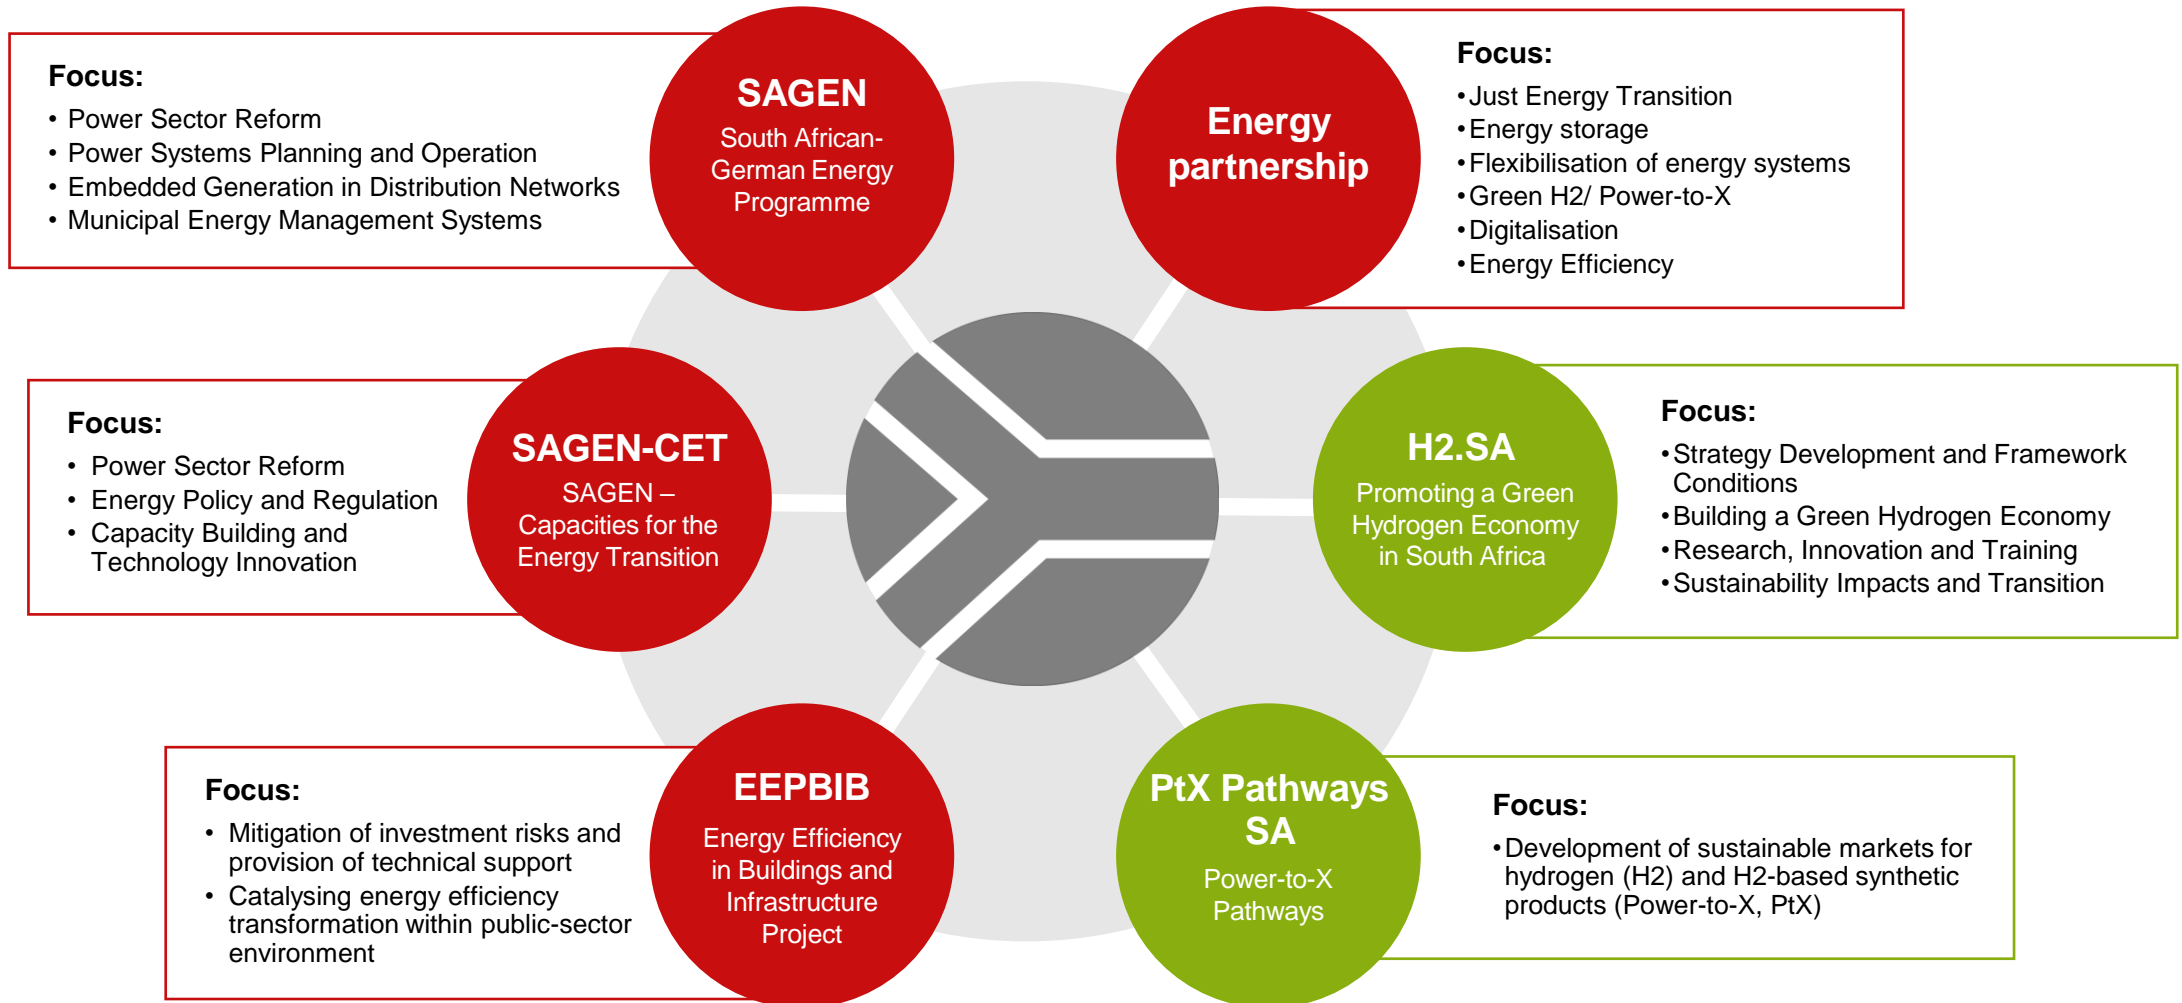 Focus:
• Power Sector Reform
• Power Systems Planning and Operation
• Embedded Generation in Distribution Networks
• Municipal Energy Management Systems
SAGEN
South African-
German Energy
Programme
Energy
partnership
Focus:
• Just Energy Transition
• Energy storage
• Flexibilisation of energy systems
• Green H2/ Power-to-X
• Digitalisation
• Energy Efficiency
Focus:
• Power Sector Reform
• Energy Policy and Regulation
• Capacity Building and
Technology Innovation
SAGEN-CET
SAGEN –
Capacities for the
Energy Transition
H2.SA
Promoting a Green
Hydrogen Economy
in South Africa
Focus:
• Strategy Development and Framework
Conditions
• Building a Green Hydrogen Economy
• Research, Innovation and Training
• Sustainability Impacts and Transition
Focus:
• Mitigation of investment risks and
provision of technical support
• Catalysing energy efficiency
transformation within public-sector
environment
EEPBIB
Energy Efficiency
in Buildings and
Infrastructure
Project
PtX Pathways
SA
Power-to-X
Pathways
Focus:
• Development of sustainable markets for
hydrogen (H2) and H2-based synthetic
products (Power-to-X, PtX)